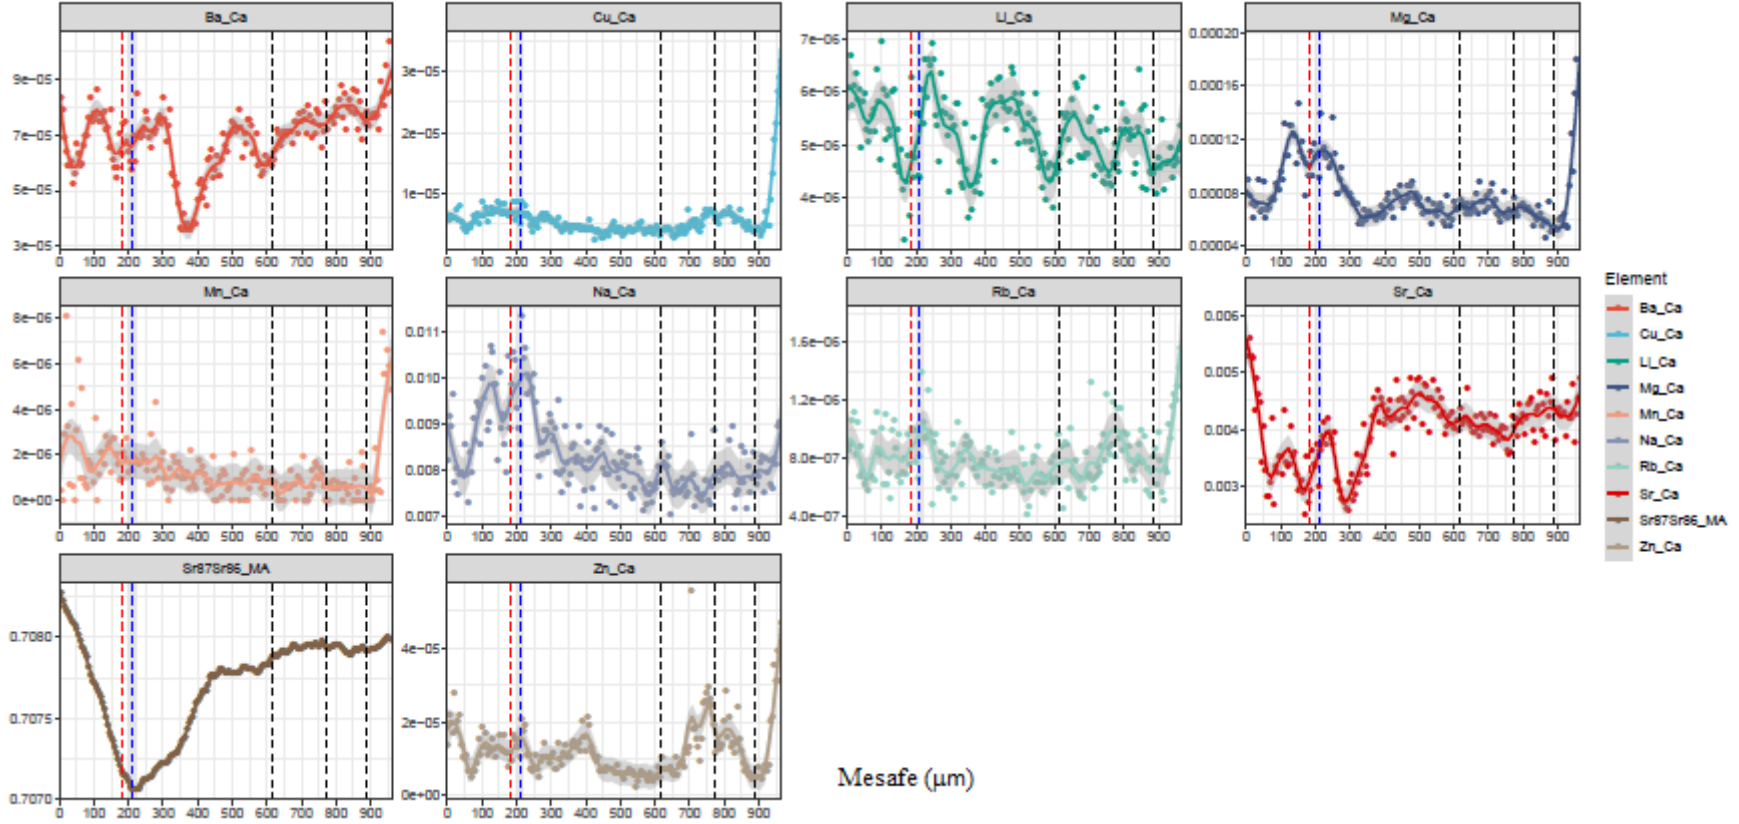 Ba_Ca
Cu_Ca
Li_Ca
Mg_Ca
9e-05
7e-05
5e-05
3e-05
0 100 200 300 400 500 600 700 800 900
3e-05
2e-05
1e-05
0 100 200 300 400 500 600 700 800 900
7e-06
6e-06
5e-06
4e-06
0 100 200 300 400 500 600 700 800 900
0.00020
0.00016
0.00012
0.00008
0.00004
0 100 200 300 400 500 600 700 800 900
Mn_Ca
Na_Ca
Rb_Ca
Sr_Ca
8e-06
6e-06
4e-06
2e-06
0e+00
0 100 200 300 400 500 600 700 800 900
0.011
0.010
0.009
0.008
0.007
0 100 200 300 400 500 600 700 800 900
1.6e-06
1.2e-06
8.0e-07
4.0e-07
0 100 200 300 400 500 600 700 800 900
0.006
0.005
0.004
0.003
0 100 200 300 400 500 600 700 800 900
Sr87Sr86_MA
Zn_Ca
0.7080
0.7075
0.7070
0 100 200 300 400 500 600 700 800 900
4e-05
2e-05
0e+00
0 100 200 300 400 500 600 700 800 900
Mesafe (µm)
Element
Ba_Ca
Cu_Ca
Li_Ca
Mg_Ca
Mn_Ca
Na_Ca
Rb_Ca
Sr_Ca
Sr87Sr86_MA
Zn_Ca